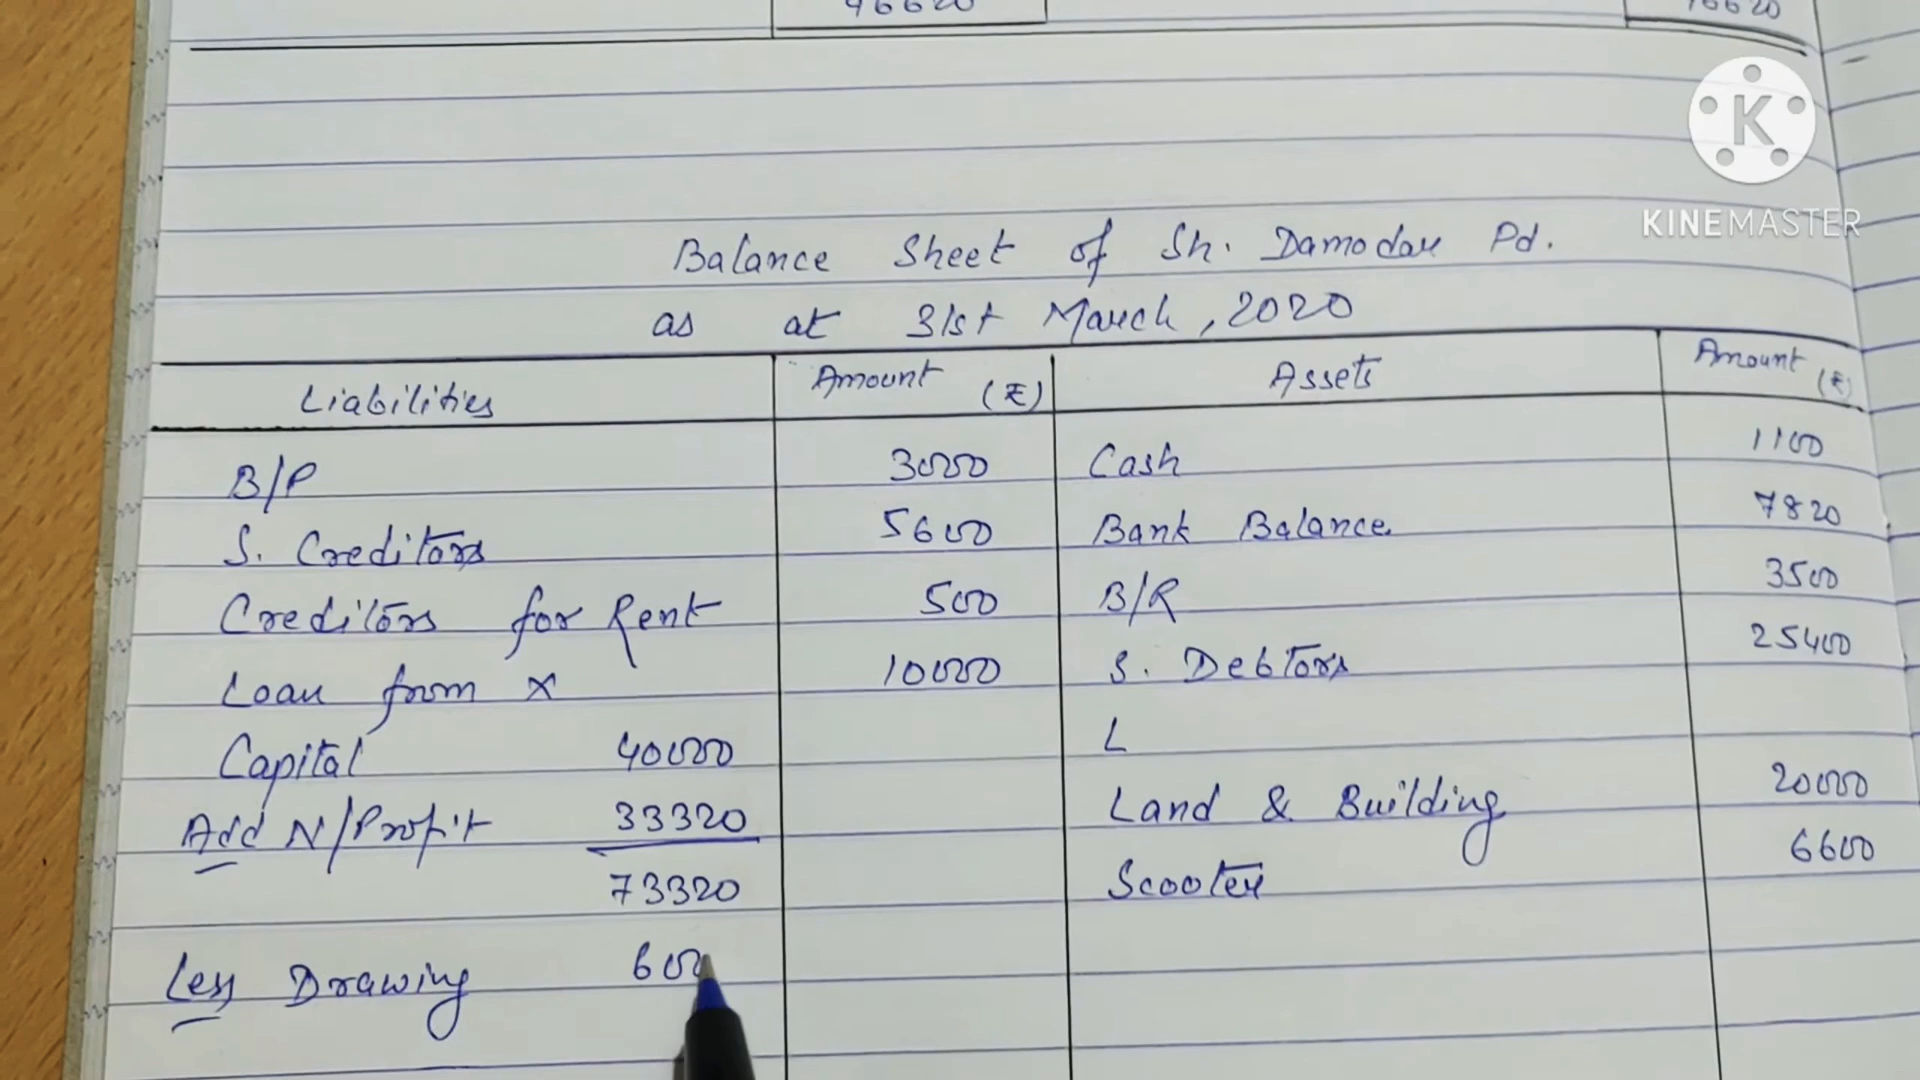 KINEMASTER
Balance Sheet of Sh. Damodar Pd.
as at 31st March, 2020
Liabilities Amount (₹) Assets Amount (₹)
B/P 3000 Cash 1100
S. Creditors 5600 Bank Balance 7820
Creditors for Rent 500 B/R 3500
Loan from X 10000 S. Debtors 25400
Capital 40000 L
Add N/Profit 33320 Land & Building 20000
73320 Scooter 6600
Less Drawing 600